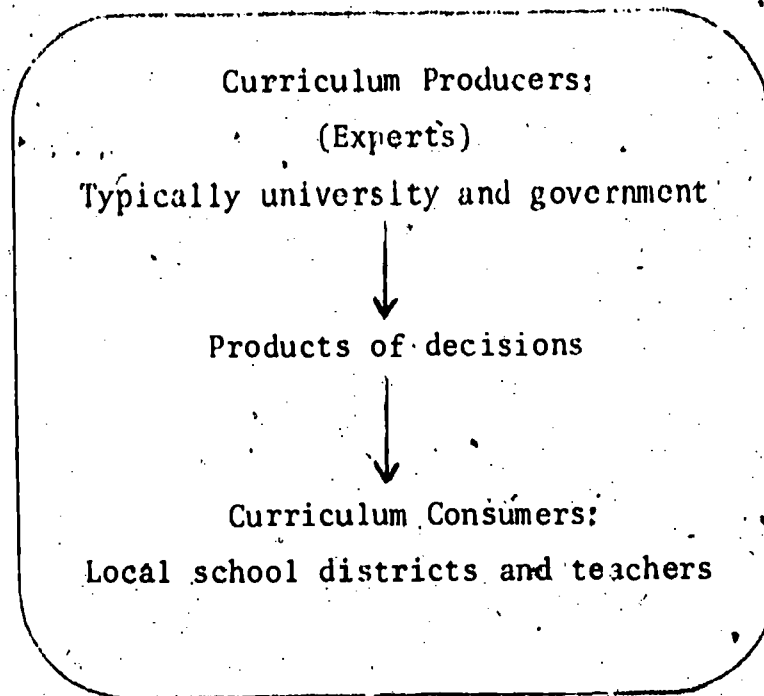 Curriculum Producers:
(Experts)
Typically university and government
Products of decisions
Curriculum Consumers:
Local school districts and teachers